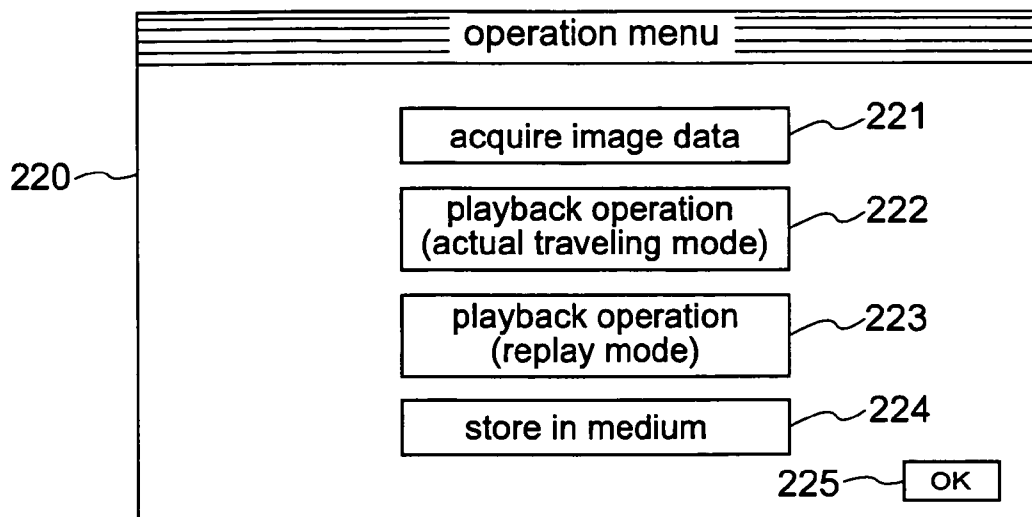 operation menu
acquire image data
221
220
playback operation
(actual traveling mode)
222
playback operation
(replay mode)
223
store in medium
224
225
OK